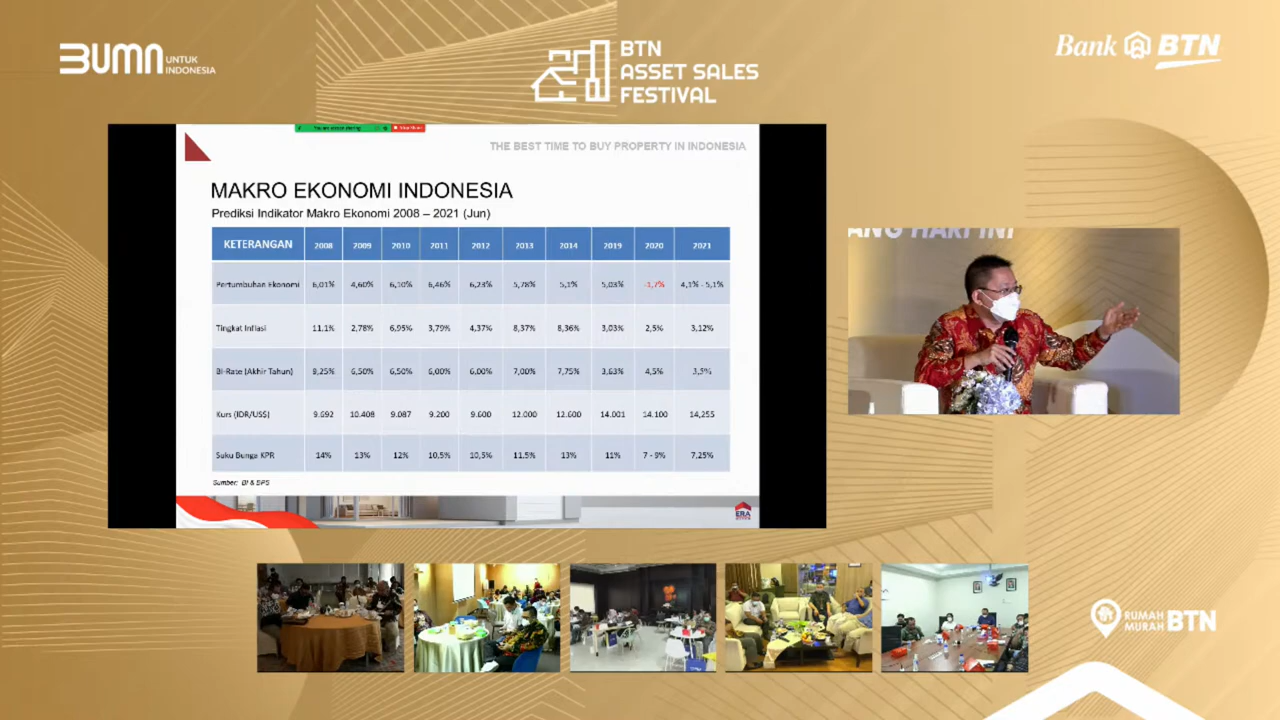 BUMN UNTUK
INDONESIA
BTN
ASSET SALES
FESTIVAL
Bank BTN
THE BEST TIME TO BUY PROPERTY IN INDONESIA
MAKRO EKONOMI INDONESIA
Prediksi Indikator Makro Ekonomi 2008 – 2021 (Jun)
KETERANGAN 2008 2009 2010 2011 2012 2013 2014 2019 2020 2021
Pertumbuhan Ekonomi 6,01% 4,60% 6,10% 6,46% 6,23% 5,78% 5,1% 5,03% -1,7% 4,1% - 5,1%
Tingkat Inflasi 11,1% 2,78% 6,95% 3,79% 4,37% 8,37% 8,36% 3,03% 2,5% 3,12%
BI-Rate (Akhir Tahun) 9,25% 6,50% 6,50% 6,00% 6,00% 7,00% 7,75% 3,63% 4,5% 3,5%
Kurs (IDR/US$) 9.692 10.408 9.087 9.200 9.600 12.000 12.600 14.001 14.100 14,255
Suku Bunga KPR 14% 13% 12% 10,5% 10,5% 11.5% 13% 11% 7 - 9% 7,25%
Sumber: BI & BPS
ERA
ANG HARI INI
RUMAH
MURAH BTN